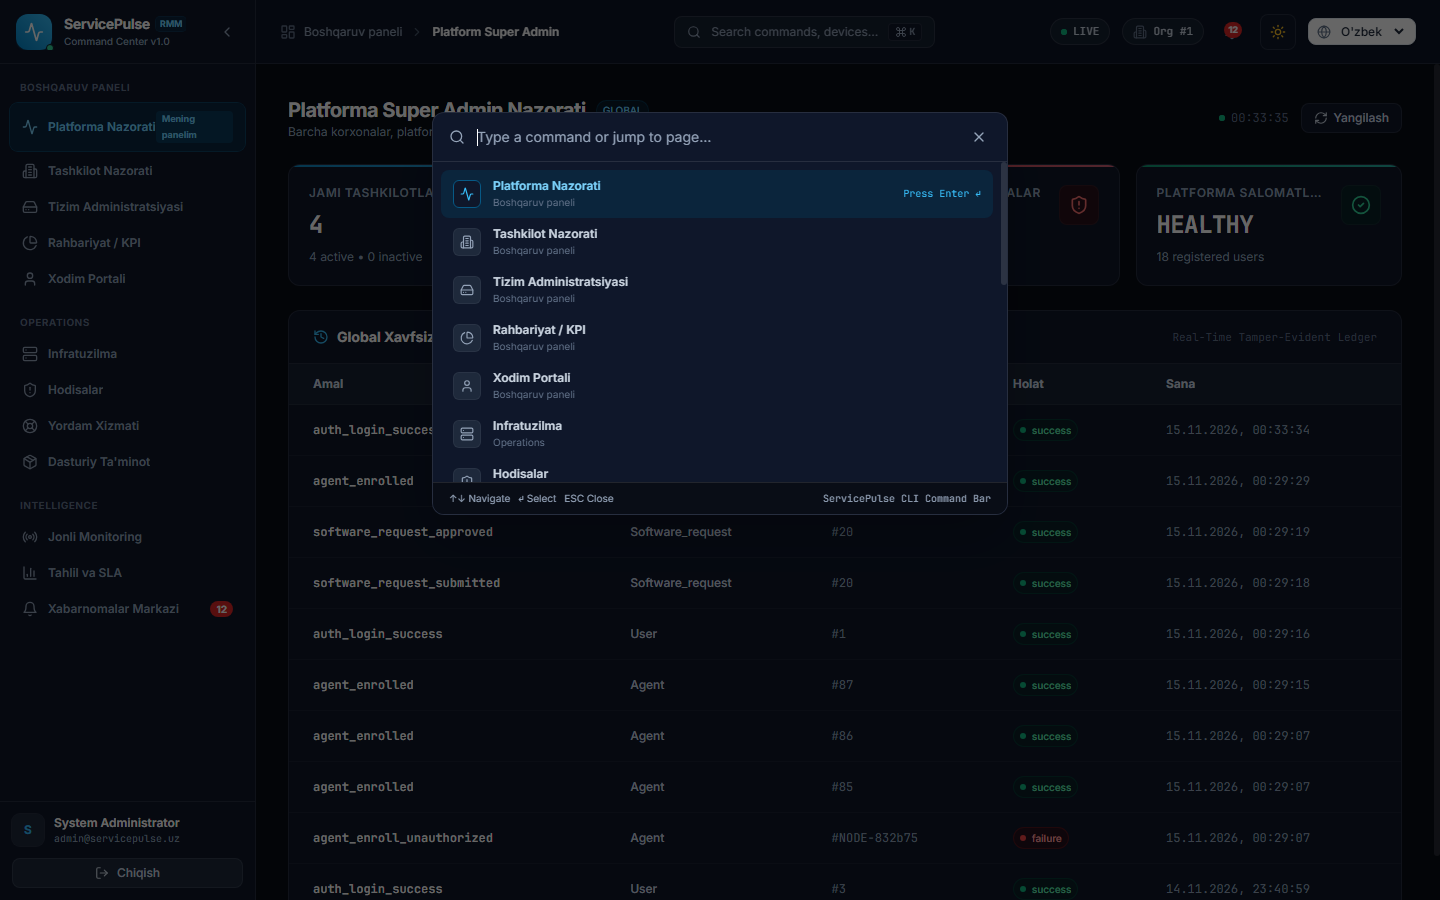 ServicePulse RMM
Command Center v1.0
BOSHQARUV PANELI
Platforma Nazorati
Mening panelim
Tashkilot Nazorati
Tizim Administratsiyasi
Rahbariyat / KPI
Xodim Portali
OPERATIONS
Infratuzilma
Hodisalar
Yordam Xizmati
Dasturiy Ta'minot
INTELLIGENCE
Jonli Monitoring
Tahlil va SLA
Xabarnomalar Markazi 12
S
System Administrator
admin@servicepulse.uz
Chiqish
Boshqaruv paneli > Platform Super Admin
Search commands, devices... ⌘ K
LIVE
Org #1
12
O'zbek
Platforma Super Admin Nazorati GLOBAL
Barcha korxonalar, platfor
00:33:35
Yangilash
JAMI TASHKILOTLA
4
4 active • 0 inactive
ALAR
PLATFORMA SALOMATL...
HEALTHY
18 registered users
Global Xavfsiz
Real-Time Tamper-Evident Ledger
Amal Holat Sana
auth_login_succes success 15.11.2026, 00:33:34
agent_enrolled success 15.11.2026, 00:29:29
software_request_approved Software_request #20 success 15.11.2026, 00:29:19
software_request_submitted Software_request #20 success 15.11.2026, 00:29:18
auth_login_success User #1 success 15.11.2026, 00:29:16
agent_enrolled Agent #87 success 15.11.2026, 00:29:15
agent_enrolled Agent #86 success 15.11.2026, 00:29:07
agent_enrolled Agent #85 success 15.11.2026, 00:29:07
agent_enroll_unauthorized Agent #NODE-832b75 failure 15.11.2026, 00:29:07
auth_login_success User #3 success 14.11.2026, 23:40:59
Type a command or jump to page...
Platforma Nazorati
Boshqaruv paneli
Press Enter ↵
Tashkilot Nazorati
Boshqaruv paneli
Tizim Administratsiyasi
Boshqaruv paneli
Rahbariyat / KPI
Boshqaruv paneli
Xodim Portali
Boshqaruv paneli
Infratuzilma
Operations
Hodisalar
↑↓ Navigate ↵ Select ESC Close
ServicePulse CLI Command Bar